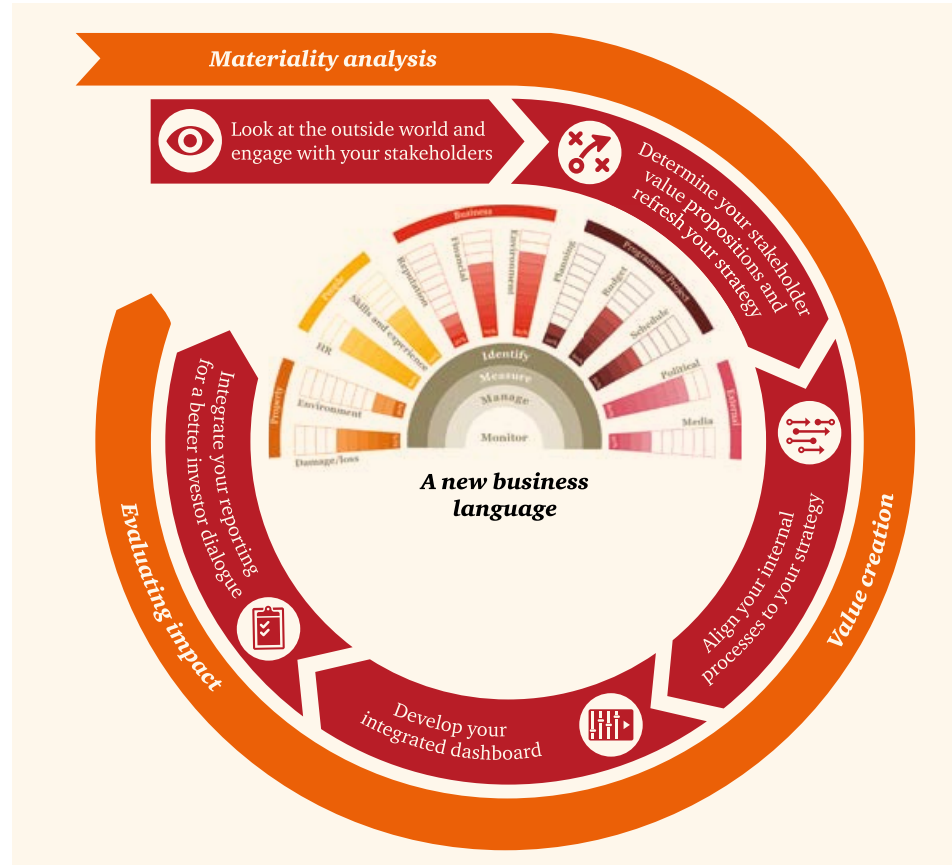 Materiality analysis
Look at the outside world and
engage with your stakeholders
Determine your stakeholder
value propositions and
refresh your strategy
Align your internal
processes to your strategy
Value creation
Develop your
integrated dashboard
Integrate your reporting
for a better investor dialogue
Evaluating impact
Property
Damage/loss
Environment
People
HR
Skills and experience
Business
Reputation
Financial
Environment
Programme/Project
Planning
Budget
Schedule
External
Political
Media
Identify
Measure
Manage
Monitor
A new business
language